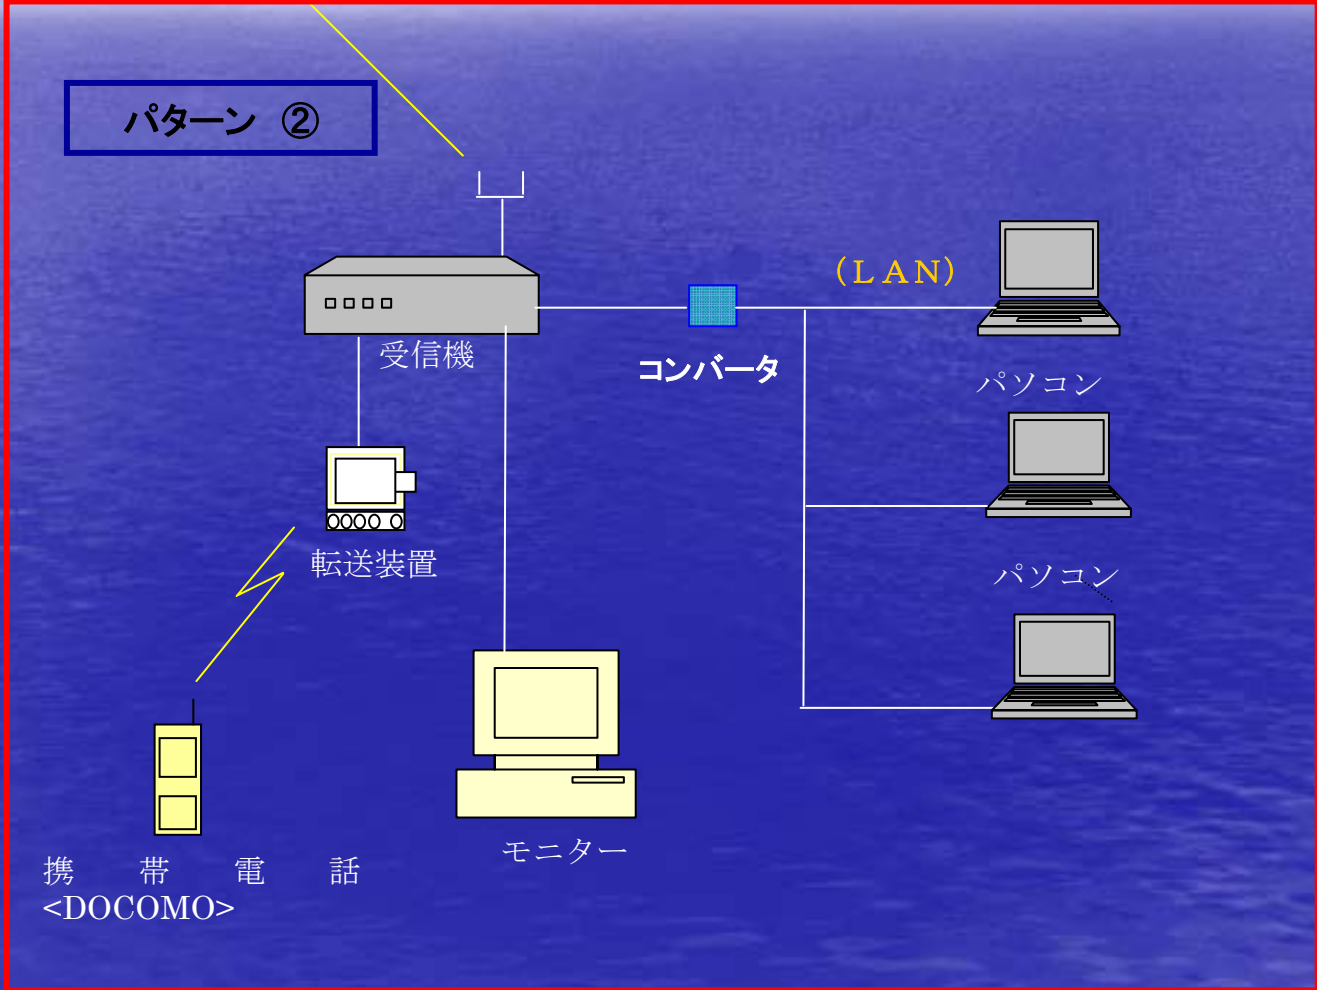 パターン ②
(ＬＡＮ)
受信機
コンバータ
パソコン
転送装置
パソコン
モニター
携帯電話
<DOCOMO>